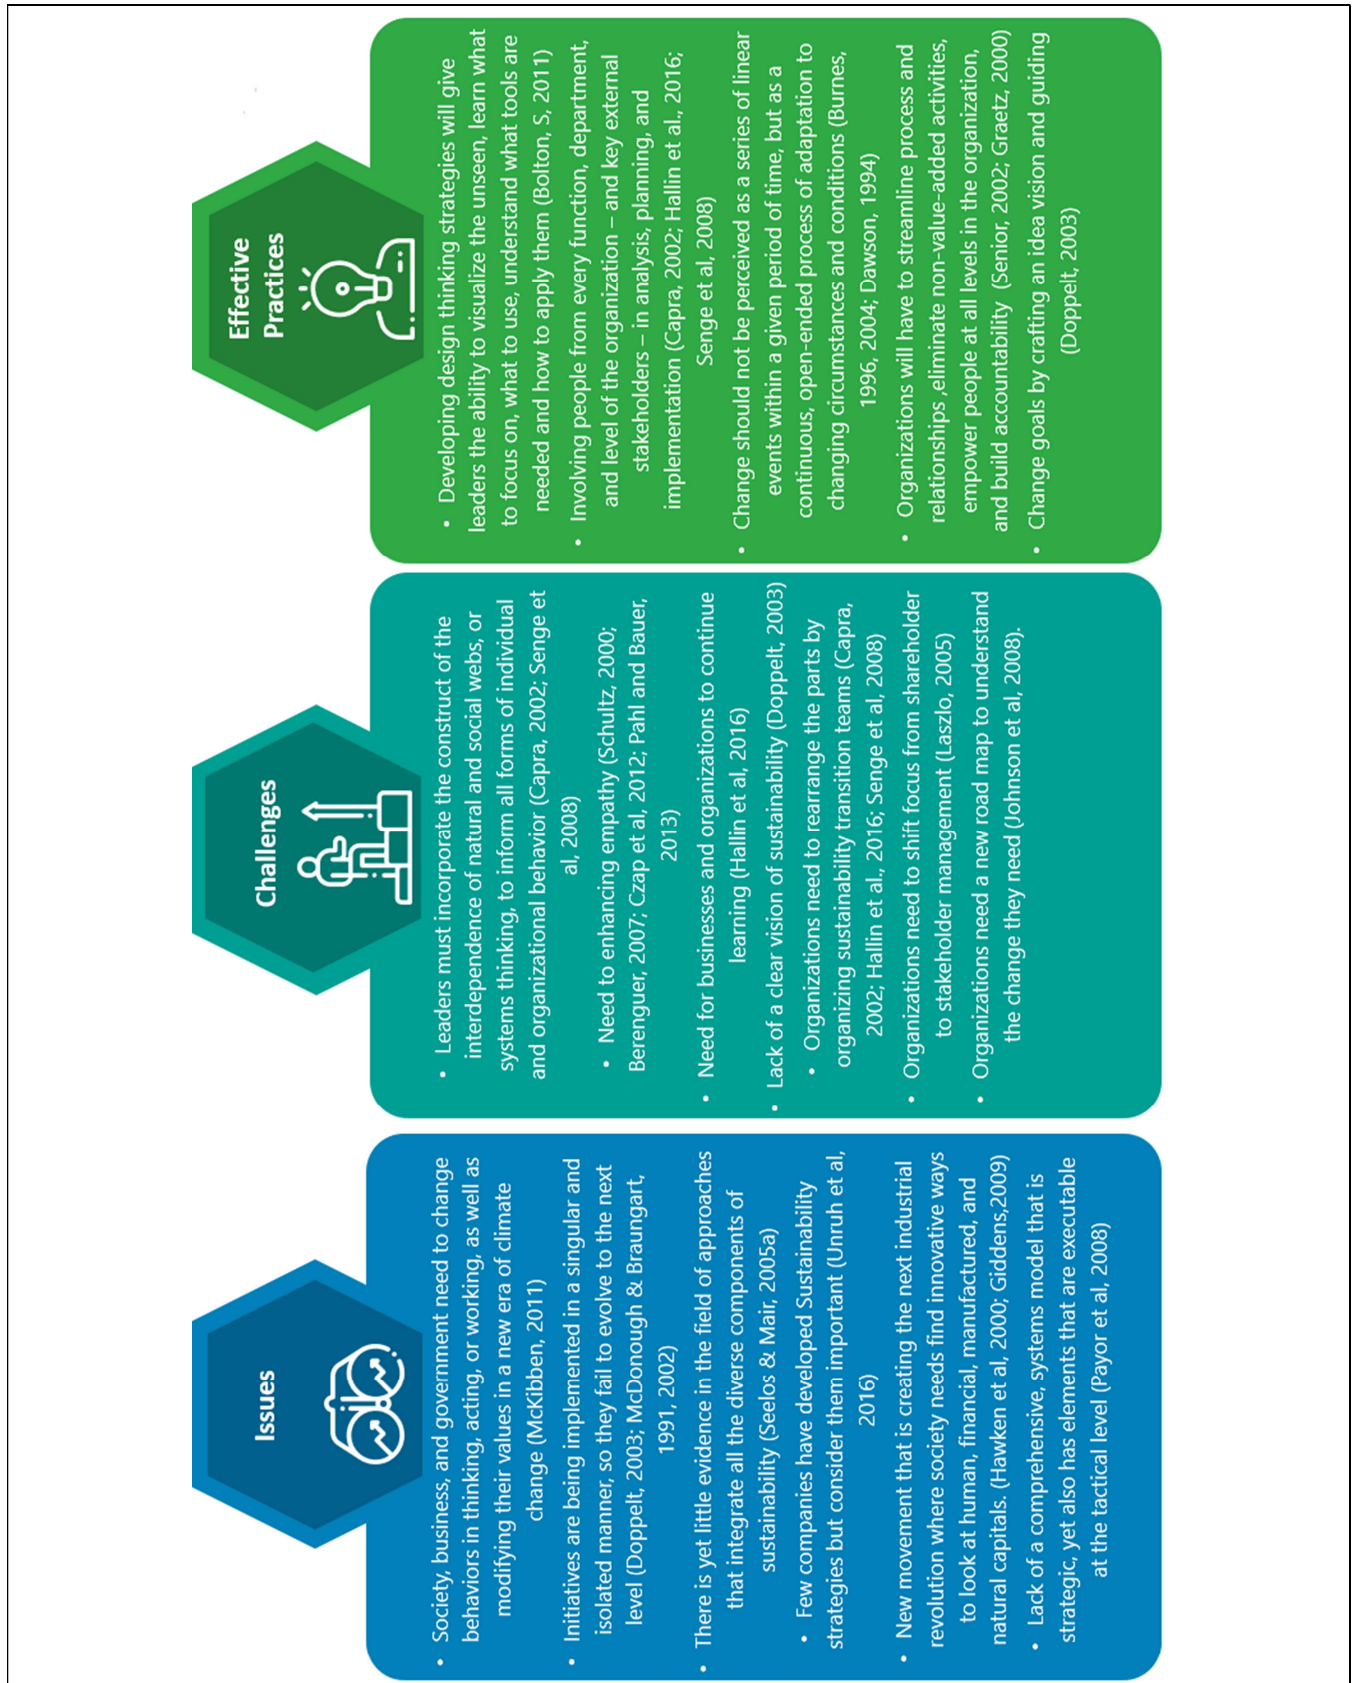 Issues
• Society, business, and government need to change
behaviors in thinking, acting, or working, as well as
modifying their values in a new era of climate
change (McKibben, 2011)
• Initiatives are being implemented in a singular and
isolated manner, so they fail to evolve to the next
level (Doppelt, 2003; McDonough & Braungart,
1991, 2002)
• There is yet little evidence in the field of approaches
that integrate all the diverse components of
sustainability (Seelos & Mair, 2005a)
• Few companies have developed Sustainability
strategies but consider them important (Unruh et al,
2016)
• New movement that is creating the next industrial
revolution where society needs find innovative ways
to look at human, financial, manufactured, and
natural capitals. (Hawken et al, 2000; Giddens,2009)
• Lack of a comprehensive, systems model that is
strategic, yet also has elements that are executable
at the tactical level (Payor et al, 2008)
Challenges
• Leaders must incorporate the construct of the
interdependence of natural and social webs, or
systems thinking, to inform all forms of individual
and organizational behavior (Capra, 2002; Senge et
al, 2008)
• Need to enhancing empathy (Schultz, 2000;
Berenguer, 2007; Czap et al, 2012; Pahl and Bauer,
2013)
• Need for businesses and organizations to continue
learning (Hallin et al, 2016)
• Lack of a clear vision of sustainability (Doppelt, 2003)
• Organizations need to rearrange the parts by
organizing sustainability transition teams (Capra,
2002; Hallin et al., 2016; Senge et al, 2008)
• Organizations need to shift focus from shareholder
to stakeholder management (Laszlo, 2005)
• Organizations need a new road map to understand
the change they need (Johnson et al, 2008).
Effective
Practices
• Developing design thinking strategies will give
leaders the ability to visualize the unseen, learn what
to focus on, what to use, understand what tools are
needed and how to apply them (Bolton, S, 2011)
• Involving people from every function, department,
and level of the organization – and key external
stakeholders – in analysis, planning, and
implementation (Capra, 2002; Hallin et al., 2016;
Senge et al, 2008)
• Change should not be perceived as a series of linear
events within a given period of time, but as a
continuous, open-ended process of adaptation to
changing circumstances and conditions (Burnes,
1996, 2004; Dawson, 1994)
• Organizations will have to streamline process and
relationships ,eliminate non-value-added activities,
empower people at all levels in the organization,
and build accountability (Senior, 2002; Graetz, 2000)
• Change goals by crafting an idea vision and guiding
(Doppelt, 2003)